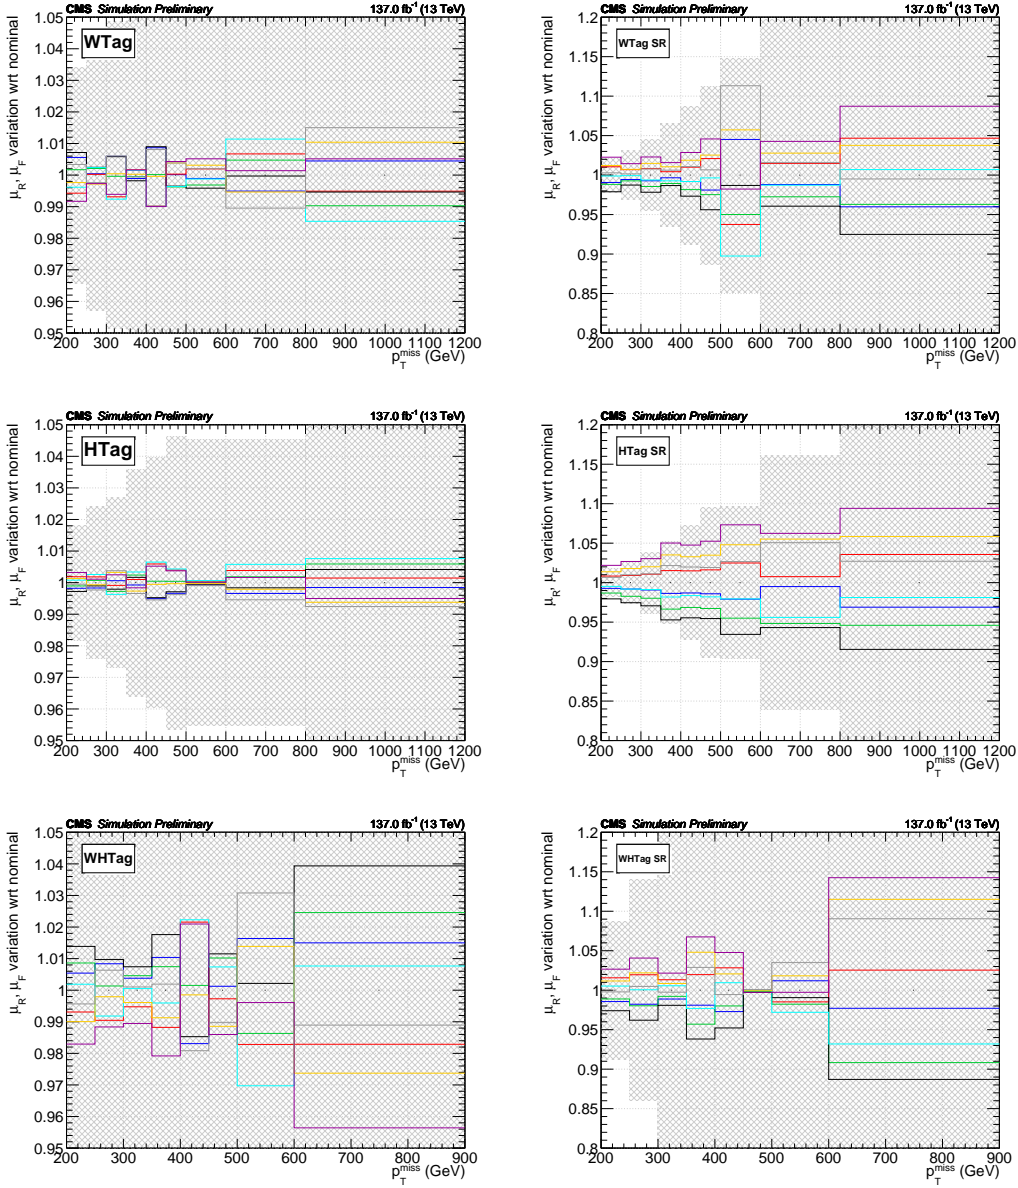 CMS Simulation Preliminary 137.0 fb⁻¹ (13 TeV)
WTag
μ_R, μ_F variation wrt nominal
1.05
1.04
1.03
1.02
1.01
1
0.99
0.98
0.97
0.96
0.95
200 300 400 500 600 700 800 900 1000 1100 1200
p_T^miss (GeV)
CMS Simulation Preliminary 137.0 fb⁻¹ (13 TeV)
WTag SR
μ_R, μ_F variation wrt nominal
1.2
1.15
1.1
1.05
1
0.95
0.9
0.85
0.8
200 300 400 500 600 700 800 900 1000 1100 1200
p_T^miss (GeV)
CMS Simulation Preliminary 137.0 fb⁻¹ (13 TeV)
HTag
μ_R, μ_F variation wrt nominal
1.05
1.04
1.03
1.02
1.01
1
0.99
0.98
0.97
0.96
0.95
200 300 400 500 600 700 800 900 1000 1100 1200
p_T^miss (GeV)
CMS Simulation Preliminary 137.0 fb⁻¹ (13 TeV)
HTag SR
μ_R, μ_F variation wrt nominal
1.2
1.15
1.1
1.05
1
0.95
0.9
0.85
0.8
200 300 400 500 600 700 800 900 1000 1100 1200
p_T^miss (GeV)
CMS Simulation Preliminary 137.0 fb⁻¹ (13 TeV)
WHTag
μ_R, μ_F variation wrt nominal
1.05
1.04
1.03
1.02
1.01
1
0.99
0.98
0.97
0.96
0.95
200 300 400 500 600 700 800 900
p_T^miss (GeV)
CMS Simulation Preliminary 137.0 fb⁻¹ (13 TeV)
WHTag SR
μ_R, μ_F variation wrt nominal
1.2
1.15
1.1
1.05
1
0.95
0.9
0.85
0.8
200 300 400 500 600 700 800 900
p_T^miss (GeV)